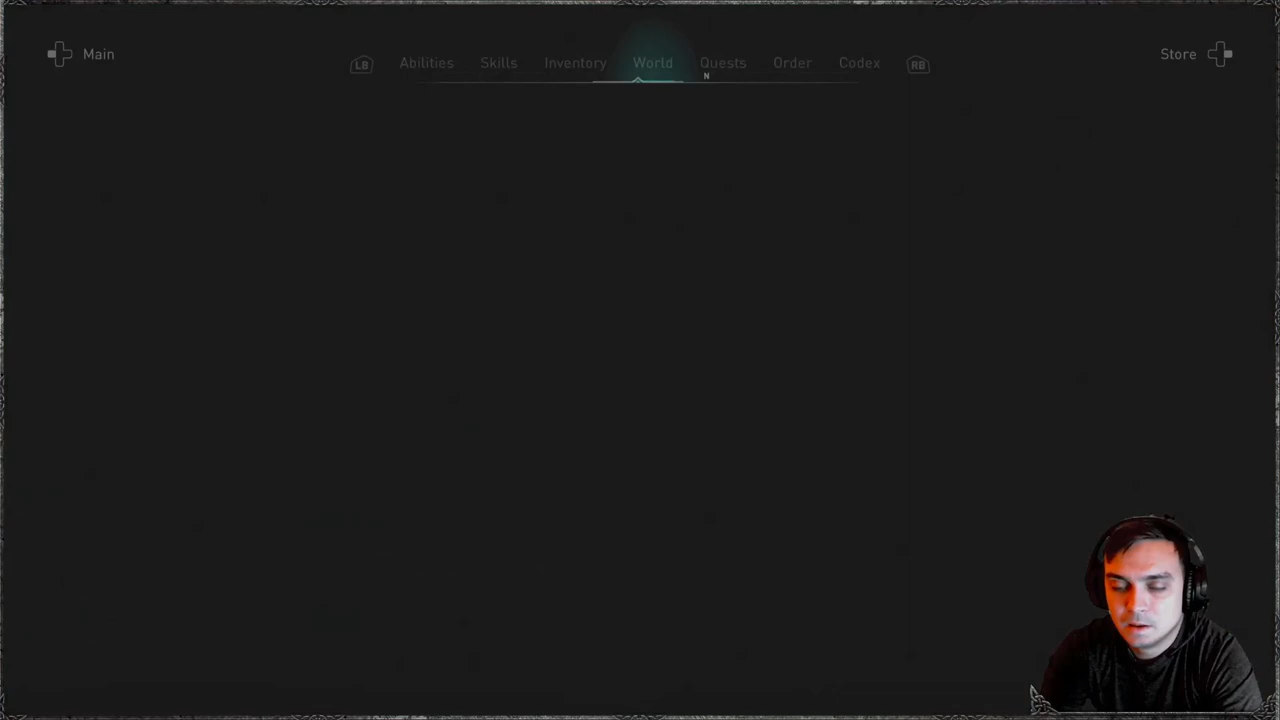 Main
LB Abilities Skills Inventory World Quests Order Codex RB
N
Store